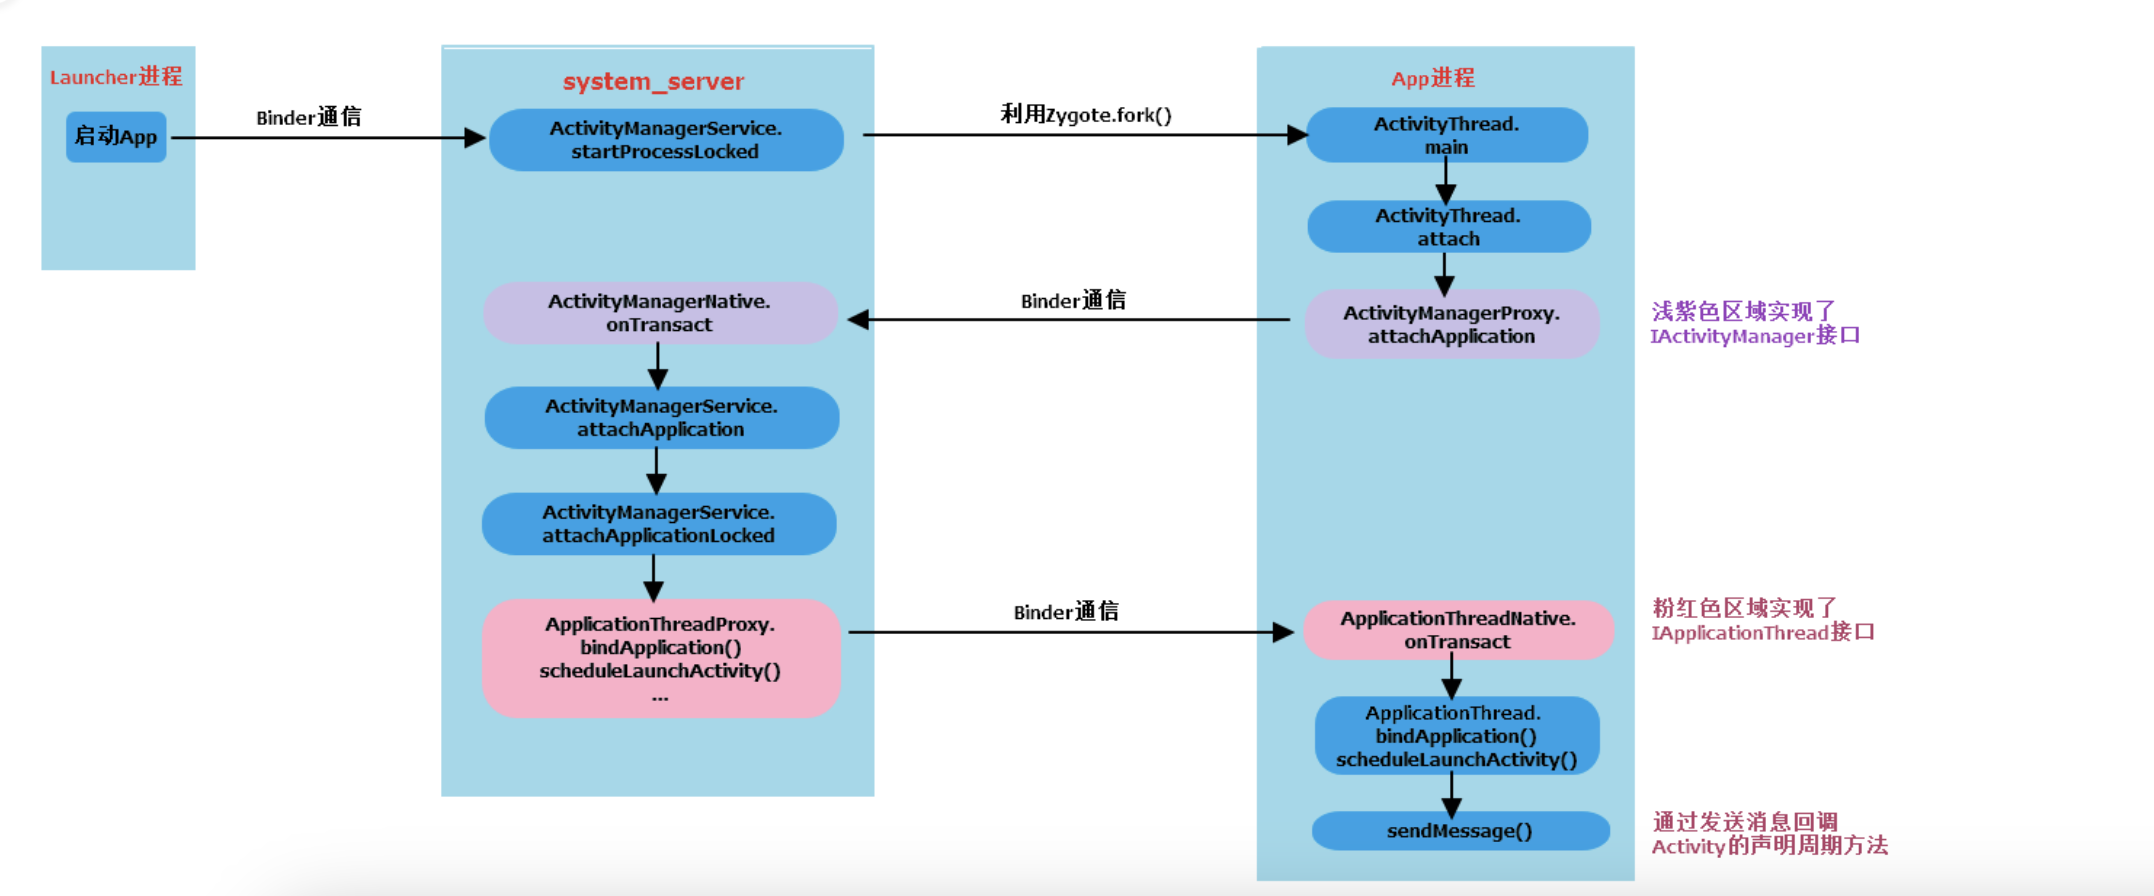 Launcher进程
启动App
Binder通信
system_server
ActivityManagerService.
startProcessLocked
利用Zygote.fork()
App进程
ActivityThread.
main
ActivityThread.
attach
ActivityManagerProxy.
attachApplication
浅紫色区域实现了
IActivityManager接口
Binder通信
ActivityManagerNative.
onTransact
ActivityManagerService.
attachApplication
ActivityManagerService.
attachApplicationLocked
ApplicationThreadProxy.
bindApplication()
scheduleLaunchActivity()
...
Binder通信
ApplicationThreadNative.
onTransact
粉红色区域实现了
IApplicationThread接口
ApplicationThread.
bindApplication()
scheduleLaunchActivity()
sendMessage()
通过发送消息回调
Activity的声明周期方法